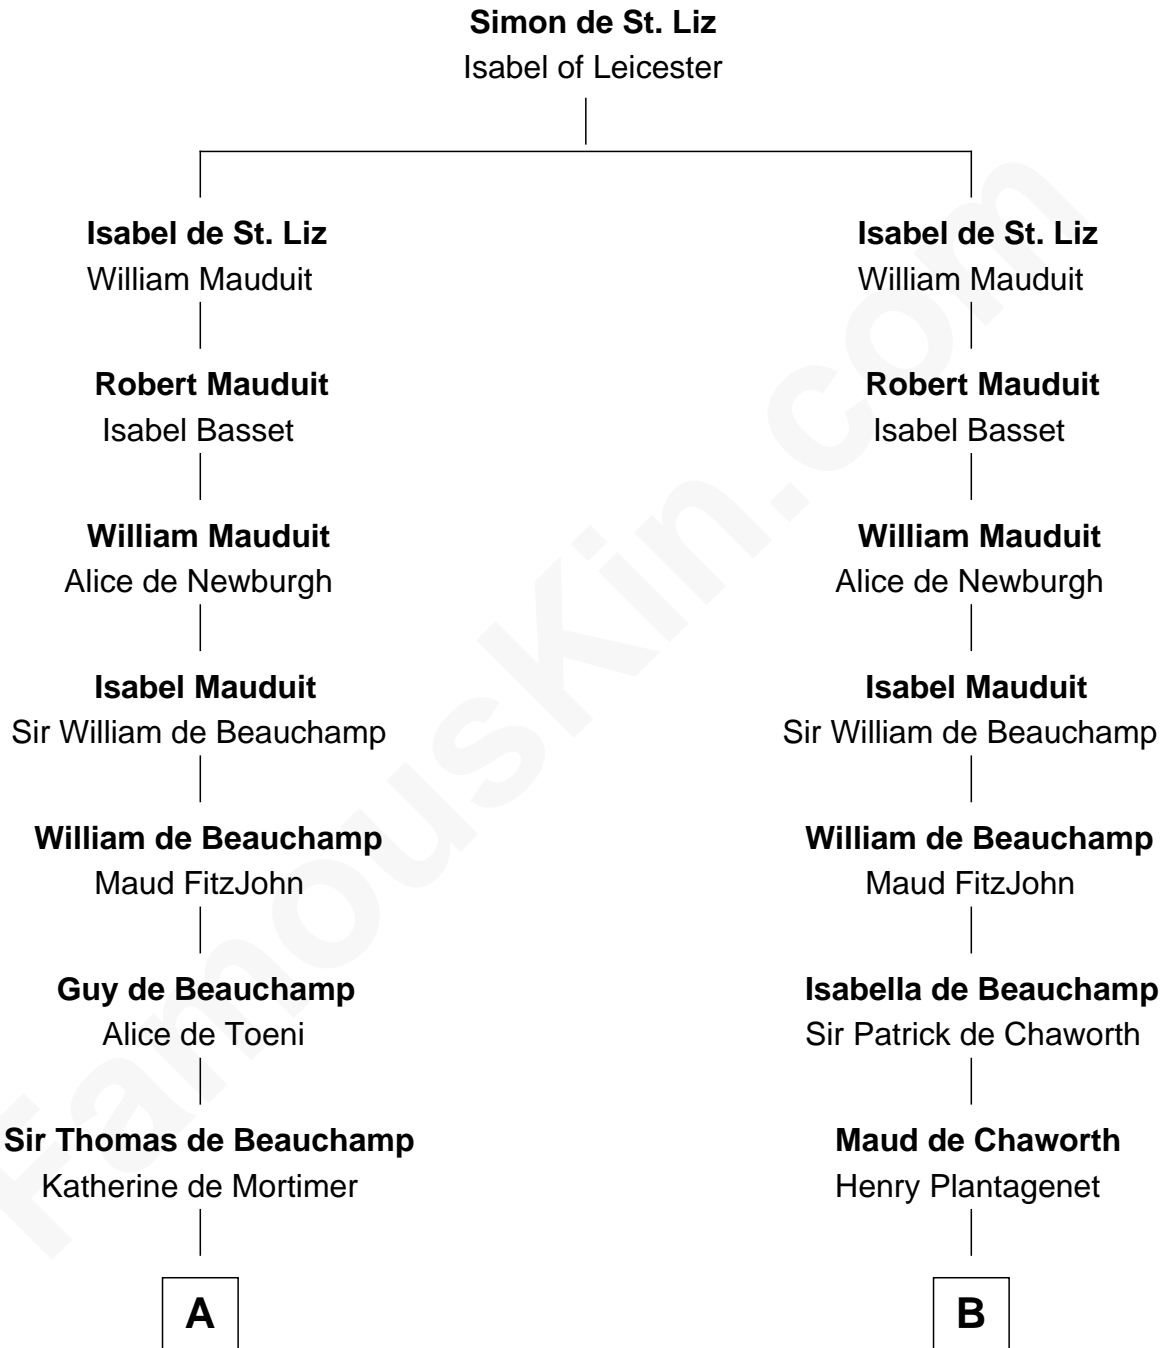 Simon de St. Liz
Isabel of Leicester
Isabel de St. Liz
William Mauduit
Robert Mauduit
Isabel Basset
William Mauduit
Alice de Newburgh
Isabel Mauduit
Sir William de Beauchamp
William de Beauchamp
Maud FitzJohn
Guy de Beauchamp
Alice de Toeni
Sir Thomas de Beauchamp
Katherine de Mortimer
A
Isabel de St. Liz
William Mauduit
Robert Mauduit
Isabel Basset
William Mauduit
Alice de Newburgh
Isabel Mauduit
Sir William de Beauchamp
William de Beauchamp
Maud FitzJohn
Isabella de Beauchamp
Sir Patrick de Chaworth
Maud de Chaworth
Henry Plantagenet
B
FamousKin.com